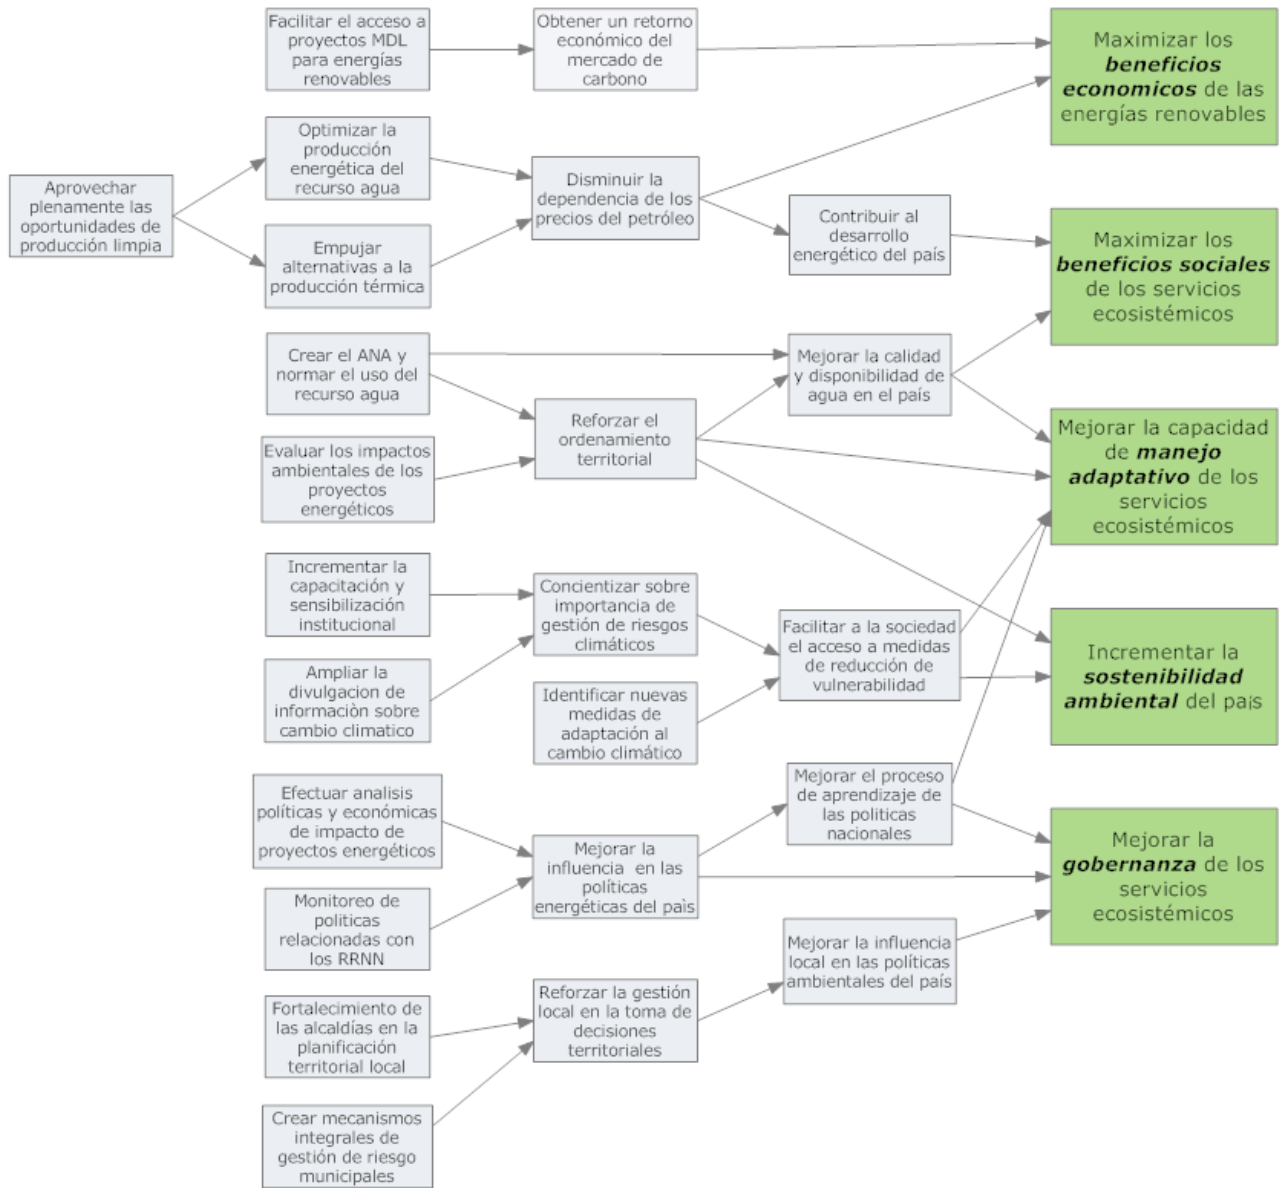 Facilitar el acceso a
proyectos MDL
para energías
renovables
Obtener un retorno
económico del
mercado de
carbono
Maximizar los
beneficios
economicos de las
energías renovables
Optimizar la
producción
energética del
recurso agua
Aprovechar
plenamente las
oportunidades de
producción limpia
Disminuir la
dependencia de los
precios del petróleo
Empujar
alternativas a la
producción térmica
Contribuir al
desarrollo
energético del país
Maximizar los
beneficios sociales
de los servicios
ecosistémicos
Crear el ANA y
normar el uso del
recurso agua
Mejorar la calidad
y disponibilidad de
agua en el país
Reforzar el
ordenamiento
territorial
Mejorar la capacidad
de manejo
adaptativo de los
servicios
ecosistémicos
Evaluar los impactos
ambientales de los
proyectos
energéticos
Incrementar la
capacitación y
sensibilización
institucional
Concientizar sobre
importancia de
gestión de riesgos
climáticos
Facilitar a la sociedad
el acceso a medidas
de reducción de
vulnerabilidad
Incrementar la
sostenibilidad
ambiental del país
Ampliar la
divulgacion de
informaciòn sobre
cambio climatico
Identificar nuevas
medidas de
adaptación al
cambio climático
Efectuar analisis
políticas y económicas
de impacto de
proyectos energéticos
Mejorar el proceso
de aprendizaje de
las politicas
nacionales
Mejorar la
influencia en las
políticas
energéticas del paìs
Mejorar la
gobernanza de los
servicios
ecosistémicos
Monitoreo de
politicas
relacionadas con
los RRNN
Mejorar la influencia
local en las políticas
ambientales del país
Fortalecimiento de
las alcaldías en la
planificación
territorial local
Reforzar la gestión
local en la toma de
decisiones
territoriales
Crear mecanismos
integrales de
gestión de riesgo
municipales